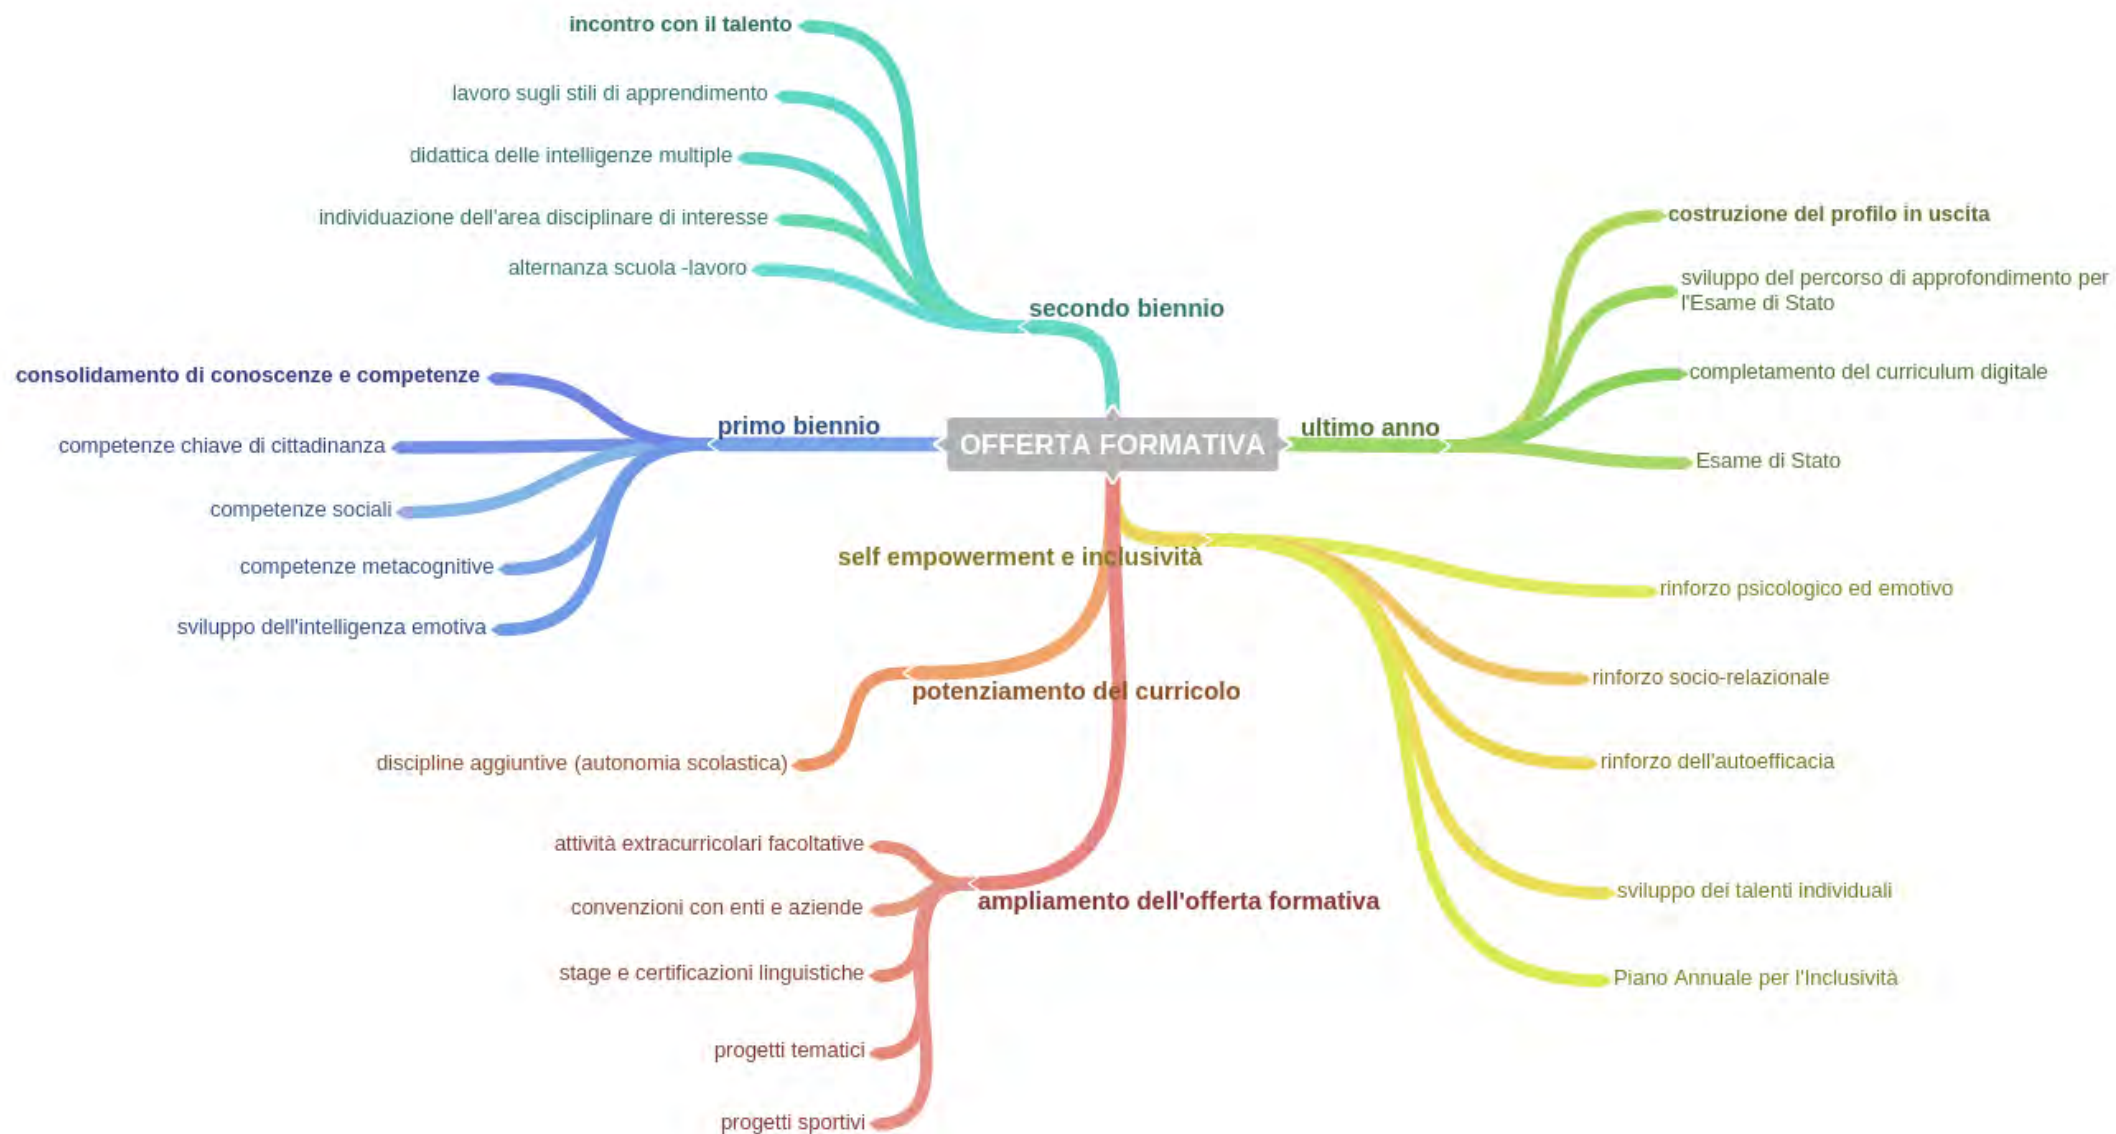 incontro con il talento
lavoro sugli stili di apprendimento
didattica delle intelligenze multiple
individuazione dell'area disciplinare di interesse
alternanza scuola -lavoro
secondo biennio
consolidamento di conoscenze e competenze
competenze chiave di cittadinanza
competenze sociali
competenze metacognitive
sviluppo dell'intelligenza emotiva
primo biennio
OFFERTA FORMATIVA
ultimo anno
costruzione del profilo in uscita
sviluppo del percorso di approfondimento per
l'Esame di Stato
completamento del curriculum digitale
Esame di Stato
self empowerment e inclusività
rinforzo psicologico ed emotivo
rinforzo socio-relazionale
rinforzo dell'autoefficacia
sviluppo dei talenti individuali
Piano Annuale per l'Inclusività
potenziamento del curricolo
discipline aggiuntive (autonomia scolastica)
ampliamento dell'offerta formativa
attività extracurricolari facoltative
convenzioni con enti e aziende
stage e certificazioni linguistiche
progetti tematici
progetti sportivi